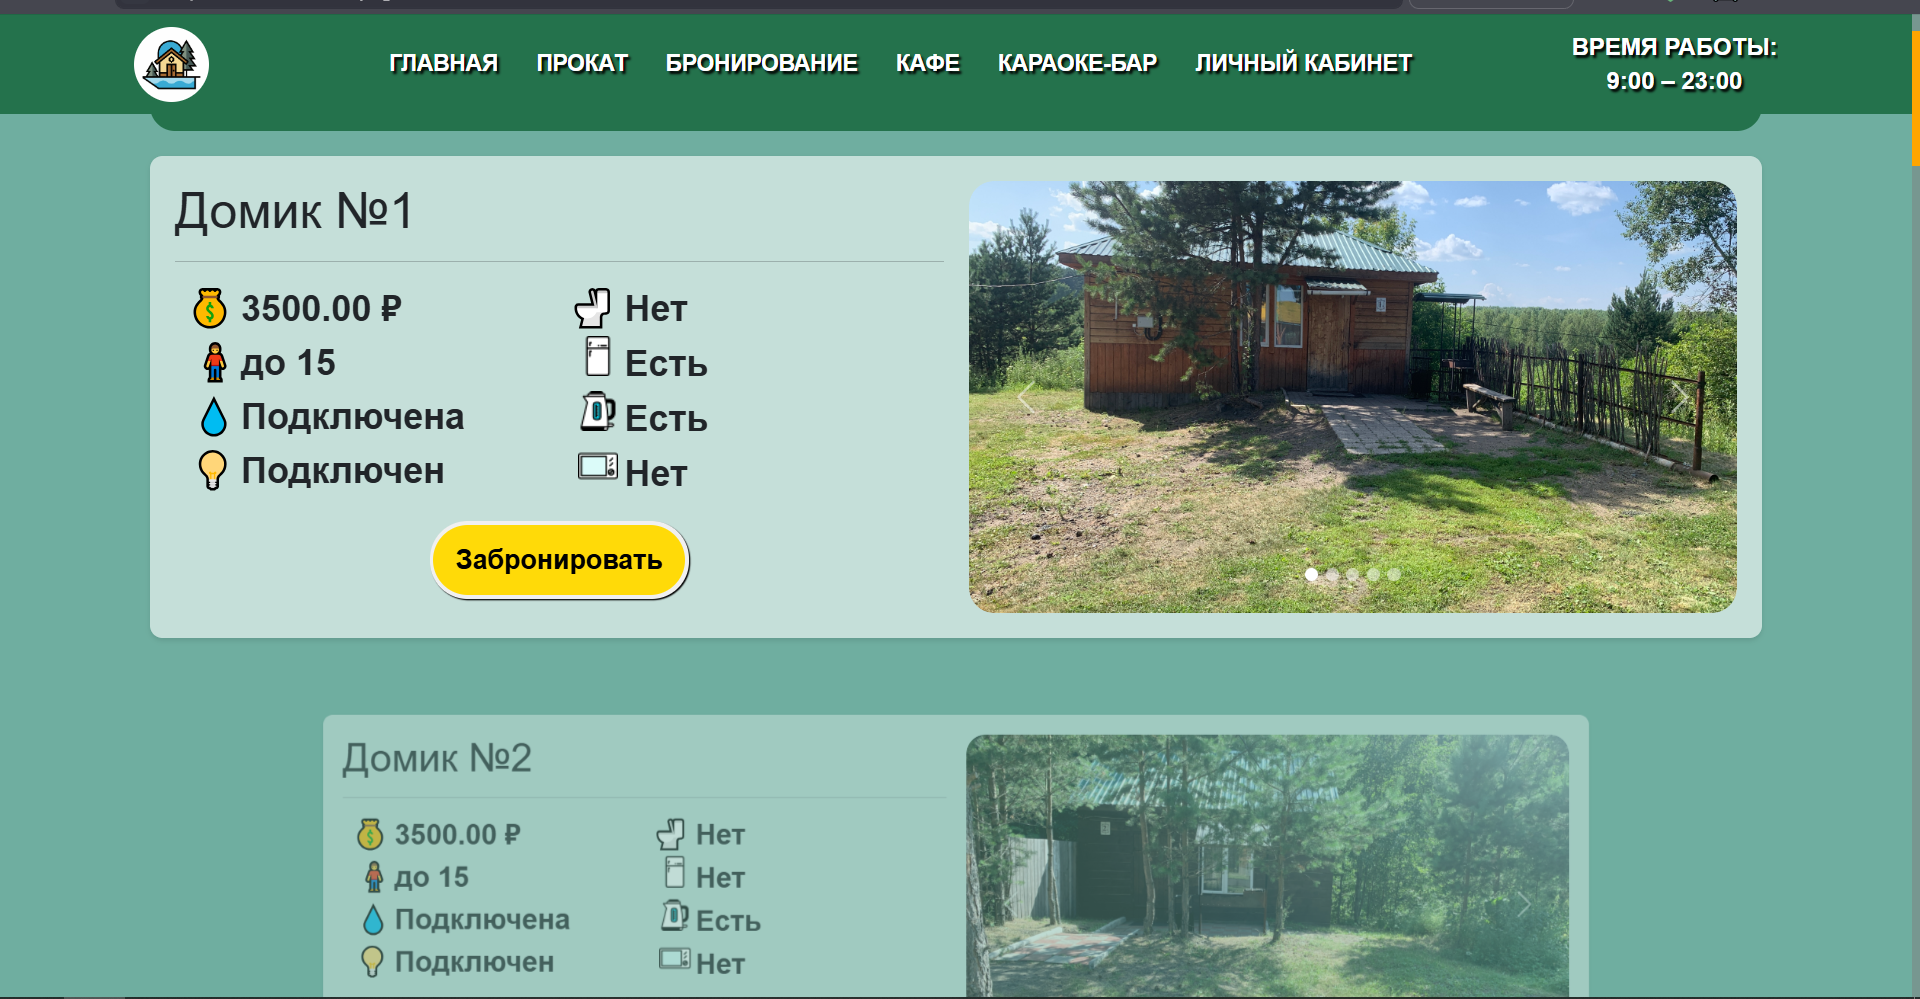 ГЛАВНАЯ ПРОКАТ БРОНИРОВАНИЕ КАФЕ КАРАОКЕ-БАР ЛИЧНЫЙ КАБИНЕТ
ВРЕМЯ РАБОТЫ:
9:00 – 23:00
Домик №1
3500.00 ₽
до 15
Подключена
Подключен
Нет
Есть
Есть
Нет
Забронировать
Домик №2
3500.00 ₽
до 15
Подключена
Подключен
Нет
Нет
Есть
Нет